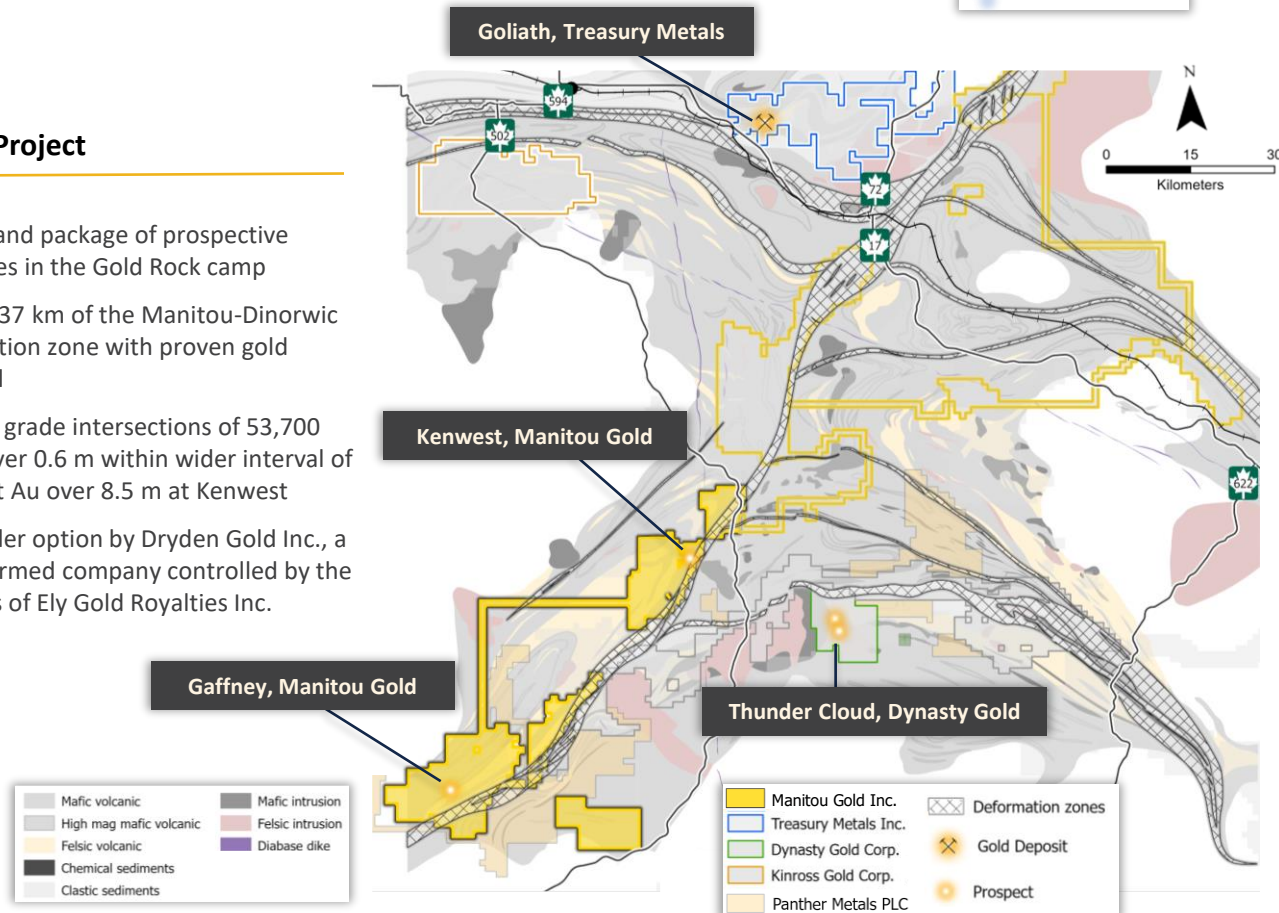 Goliath, Treasury Metals
Project
and package of prospective
es in the Gold Rock camp
37 km of the Manitou-Dinorwic
tion zone with proven gold
grade intersections of 53,700
ver 0.6 m within wider interval of
t Au over 8.5 m at Kenwest
der option by Dryden Gold Inc., a
rmed company controlled by the
s of Ely Gold Royalties Inc.
594
502
72
17
622
N
0 15 30
Kilometers
Kenwest, Manitou Gold
Gaffney, Manitou Gold
Thunder Cloud, Dynasty Gold
Mafic volcanic
High mag mafic volcanic
Felsic volcanic
Chemical sediments
Clastic sediments
Mafic intrusion
Felsic intrusion
Diabase dike
Manitou Gold Inc.
Treasury Metals Inc.
Dynasty Gold Corp.
Kinross Gold Corp.
Panther Metals PLC
Deformation zones
Gold Deposit
Prospect